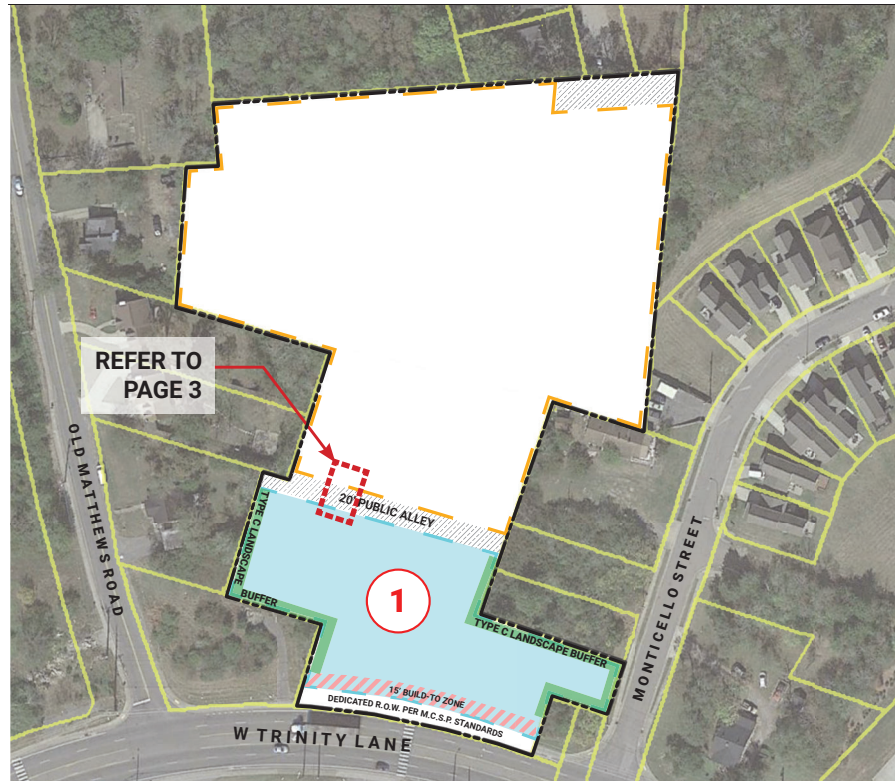 REFER TO
PAGE 3
20' PUBLIC ALLEY
TYPE C LANDSCAPE
BUFFER
1
TYPE C LANDSCAPE BUFFER
15' BUILD-TO ZONE
DEDICATED R.O.W. PER M.C.S.P. STANDARDS
W TRINITY LANE
OLD MATTHEWS ROAD
MONTICELLO STREET